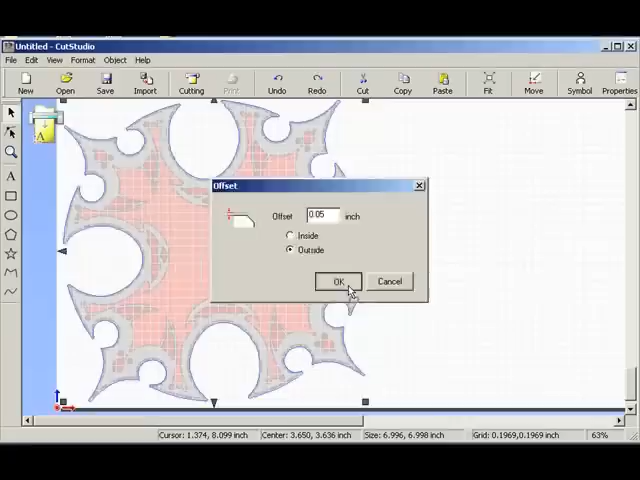 Untitled - CutStudio
File Edit View Format Object Help
New Open Save Import Cutting Print Undo Redo Cut Copy Paste Fit Move Symbol Properties
A
A
Offset
Offset 0.05 inch
Inside
Outside
OK Cancel
Cursor: 1.374, 8.099 inch Center: 3.650, 3.636 inch Size: 6.996, 6.998 inch Grid: 0.1969,0.1969 inch 63%